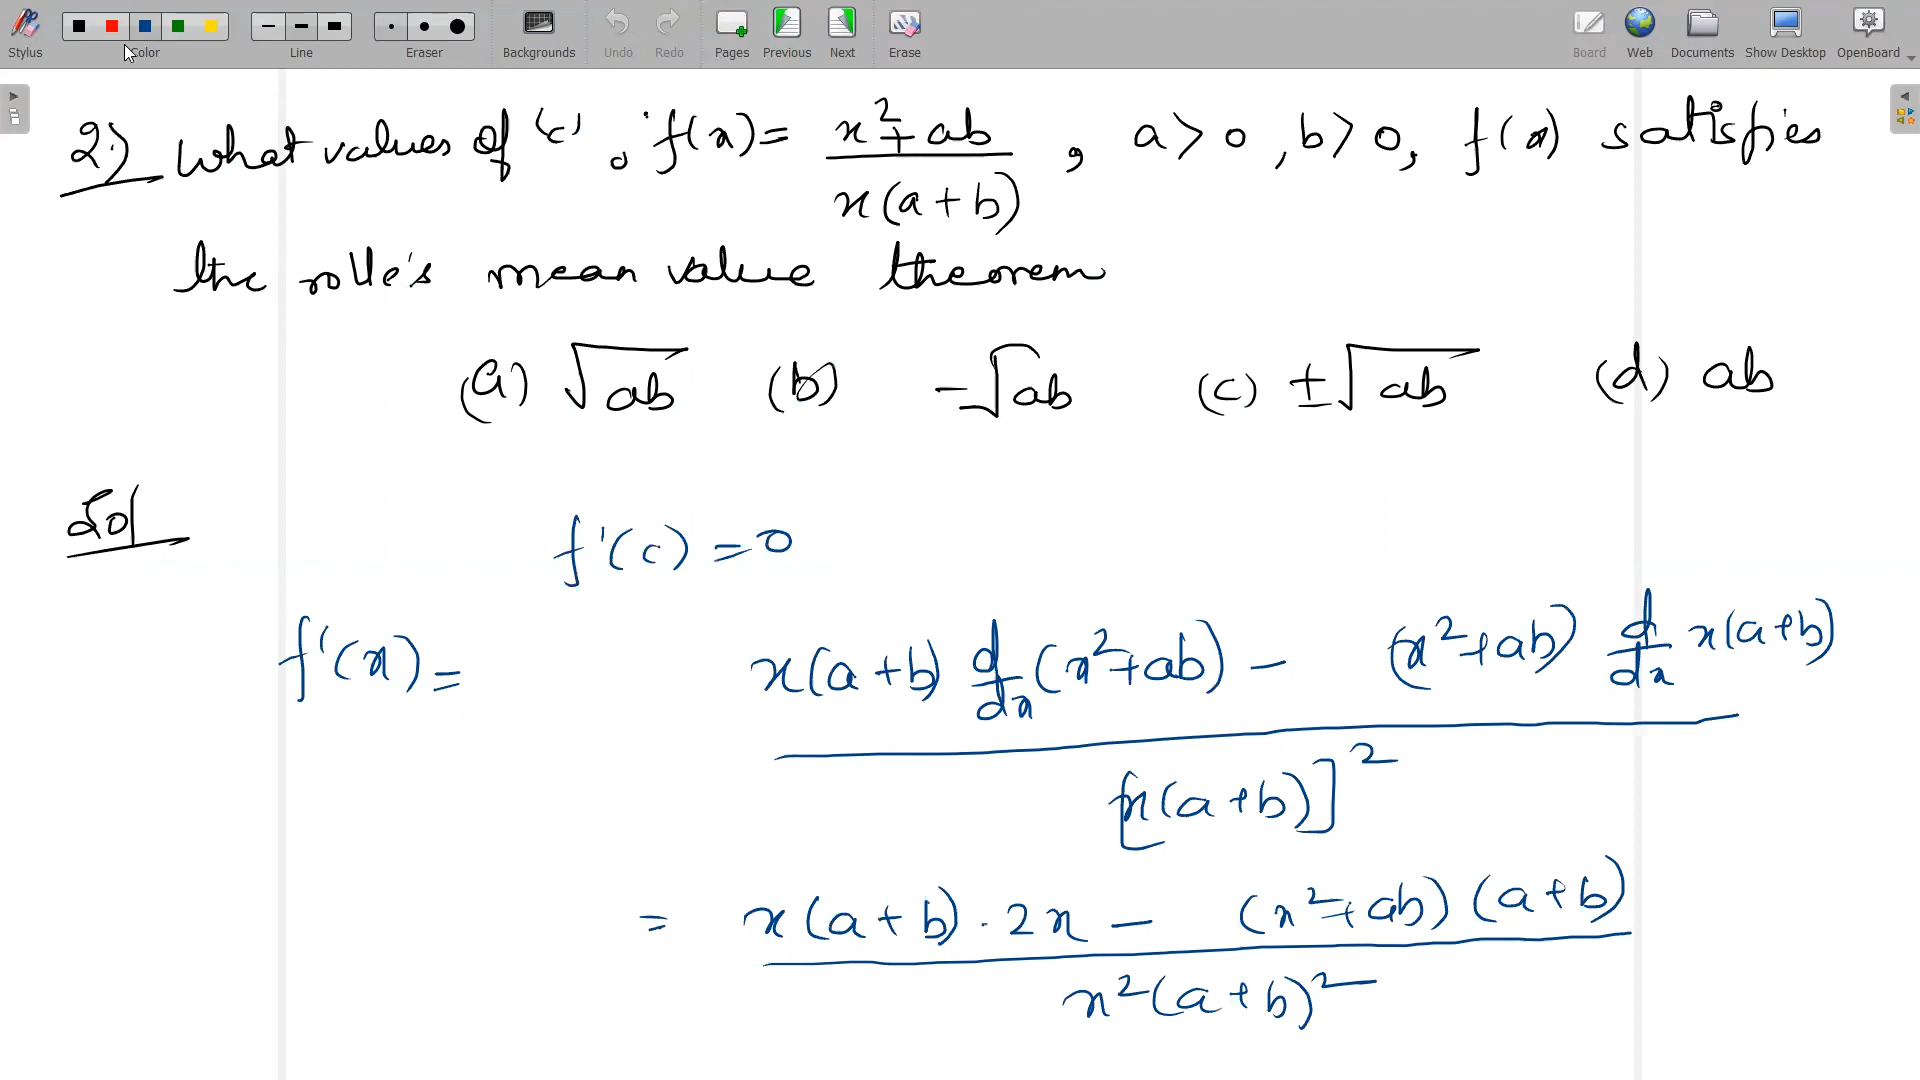 Stylus Color Line Eraser Backgrounds Undo Redo Pages Previous Next Erase Board Web Documents Show Desktop OpenBoard
2) What values of 'c', f(x) = (x² + ab) / (x(a+b)), a > 0, b > 0, f(x) satisfies
the rolle's mean value theorem
(a) √ab (b) -√ab (c) ±√ab (d) ab
Sol
f'(c) = 0
f'(x) = [x(a+b) d/dx (x²+ab) - (x²+ab) d/dx x(a+b)] / [x(a+b)]²
= [x(a+b) . 2x - (x²+ab)(a+b)] / x²(a+b)²